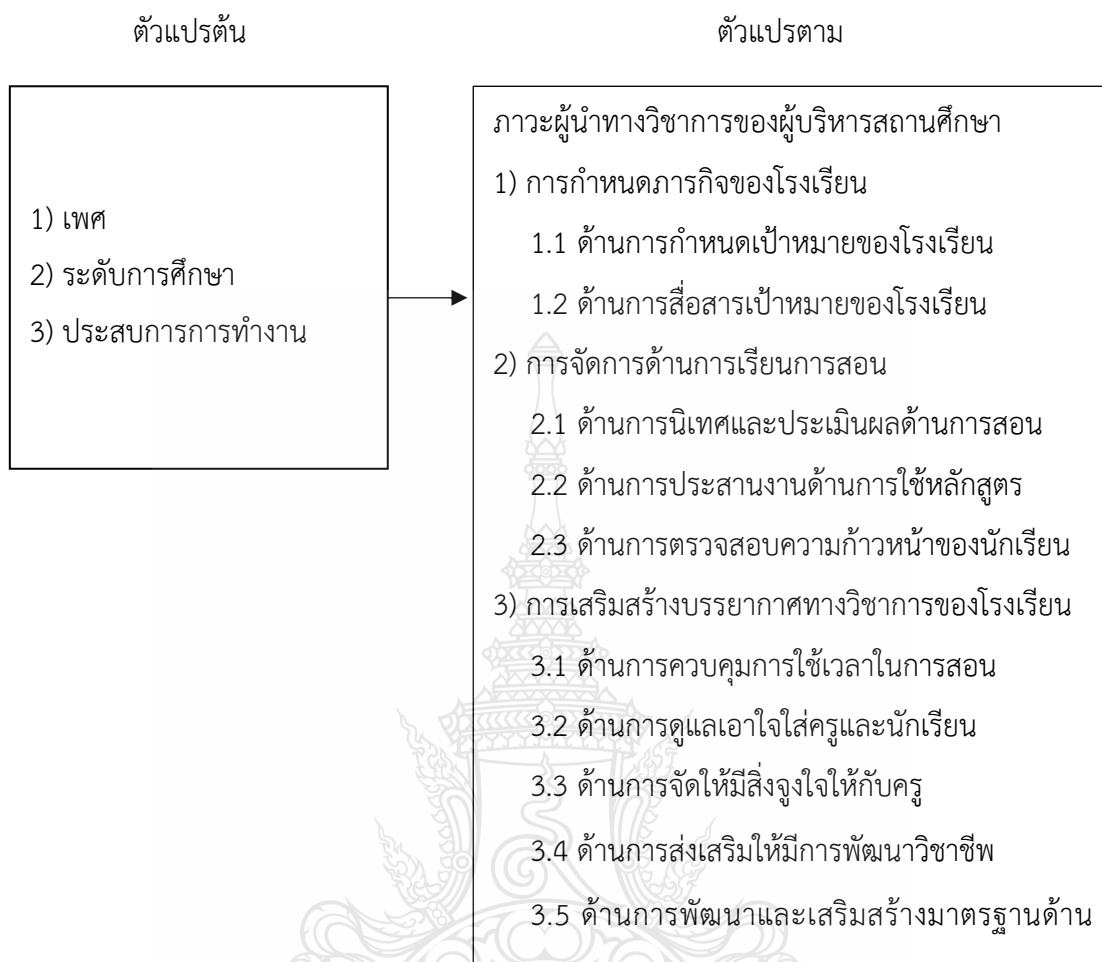 ตัวแปรต้น
ตัวแปรตาม
1) เพศ
2) ระดับการศึกษา
3) ประสบการการทำงาน
ภาวะผู้นำทางวิชาการของผู้บริหารสถานศึกษา
1) การกำหนดภารกิจของโรงเรียน
1.1 ด้านการกำหนดเป้าหมายของโรงเรียน
1.2 ด้านการสื่อสารเป้าหมายของโรงเรียน
2) การจัดการด้านการเรียนการสอน
2.1 ด้านการนิเทศและประเมินผลด้านการสอน
2.2 ด้านการประสานงานด้านการใช้หลักสูตร
2.3 ด้านการตรวจสอบความก้าวหน้าของนักเรียน
3) การเสริมสร้างบรรยากาศทางวิชาการของโรงเรียน
3.1 ด้านการควบคุมการใช้เวลาในการสอน
3.2 ด้านการดูแลเอาใจใส่ครูและนักเรียน
3.3 ด้านการจัดให้มีสิ่งจูงใจให้กับครู
3.4 ด้านการส่งเสริมให้มีการพัฒนาวิชาชีพ
3.5 ด้านการพัฒนาและเสริมสร้างมาตรฐานด้าน